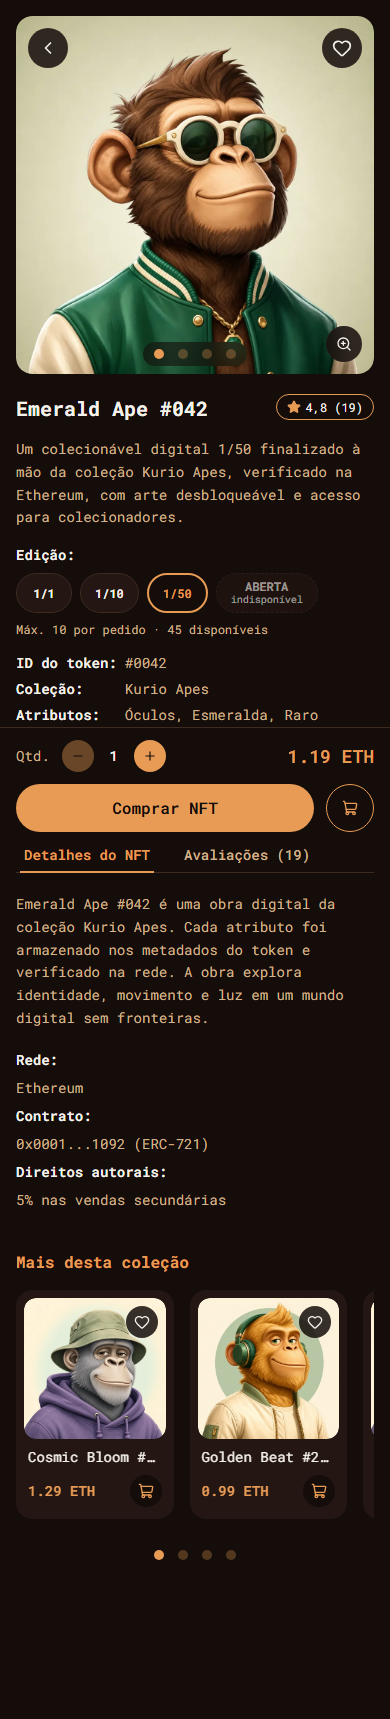 Emerald Ape #042
4,8 (19)
Um colecionável digital 1/50 finalizado à
mão da coleção Kurio Apes, verificado na
Ethereum, com arte desbloqueável e acesso
para colecionadores.
Edição:
1/1
1/10
1/50
ABERTA
indisponível
Máx. 10 por pedido · 45 disponíveis
ID do token: #0042
Coleção: Kurio Apes
Atributos: Óculos, Esmeralda, Raro
Qtd. − 1 + 1.19 ETH
Comprar NFT
Detalhes do NFT
Avaliações (19)
Emerald Ape #042 é uma obra digital da
coleção Kurio Apes. Cada atributo foi
armazenado nos metadados do token e
verificado na rede. A obra explora
identidade, movimento e luz em um mundo
digital sem fronteiras.
Rede:
Ethereum
Contrato:
0x0001...1092 (ERC-721)
Direitos autorais:
5% nas vendas secundárias
Mais desta coleção
Cosmic Bloom #…
1.29 ETH
Golden Beat #2…
0.99 ETH